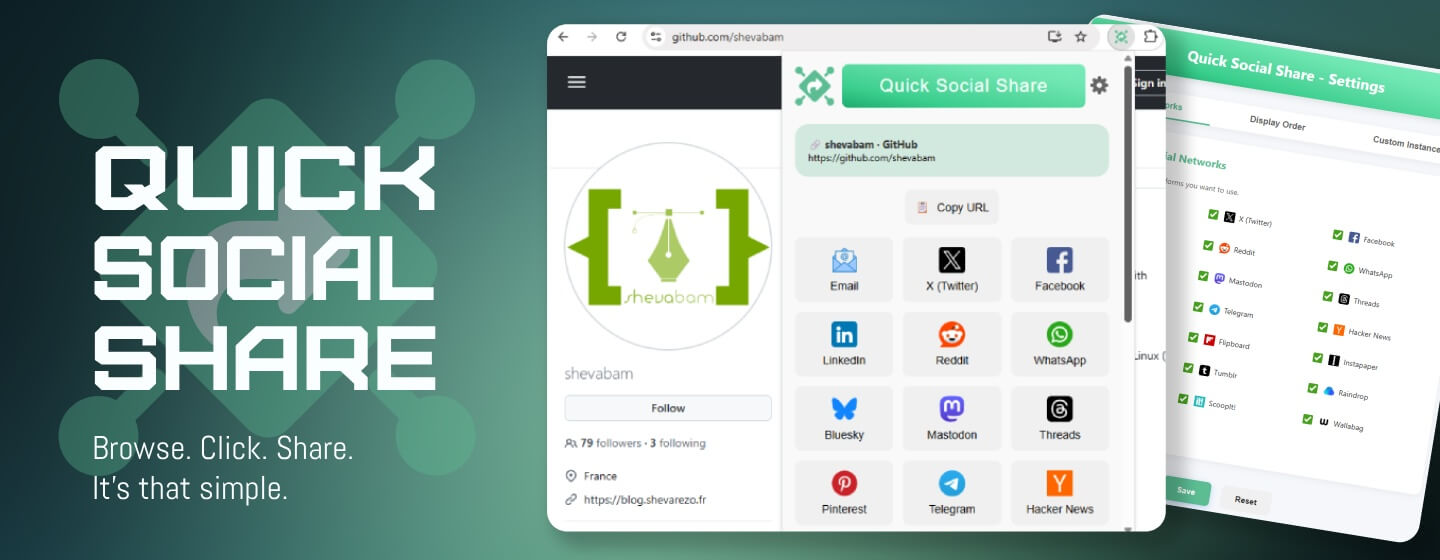 QUICK
SOCIAL
SHARE
Browse. Click. Share.
It's that simple.
github.com/shevabam
Sign in
Quick Social Share
shevabam · GitHub
https://github.com/shevabam
Copy URL
Email
X (Twitter)
Facebook
LinkedIn
Reddit
WhatsApp
Bluesky
Mastodon
Threads
Pinterest
Telegram
Hacker News
shevabam
shevabam
Follow
79 followers · 3 following
France
https://blog.shevarezo.fr
Linux (
Quick Social Share - Settings
Display Order
Custom Instance
Networks
you want to use.
X (Twitter)
Facebook
Reddit
WhatsApp
Mastodon
Threads
Telegram
Hacker News
Flipboard
Instapaper
Tumblr
Raindrop
ScoopIt!
Wallabag
Save
Reset